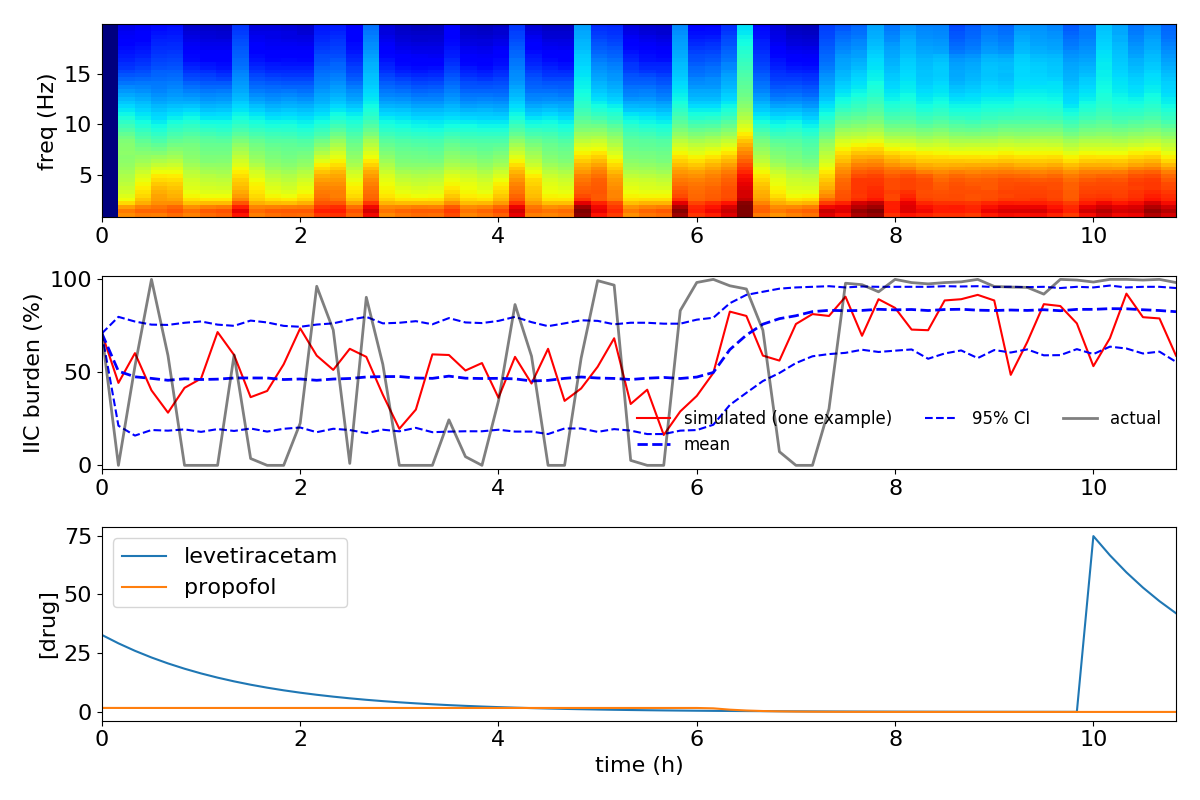 freq (Hz)
15
10
5
0 2 4 6 8 10
IIC burden (%)
100
50
0
simulated (one example) 95% CI actual
mean
0 2 4 6 8 10
[drug]
75
50
25
0
levetiracetam
propofol
0 2 4 6 8 10
time (h)